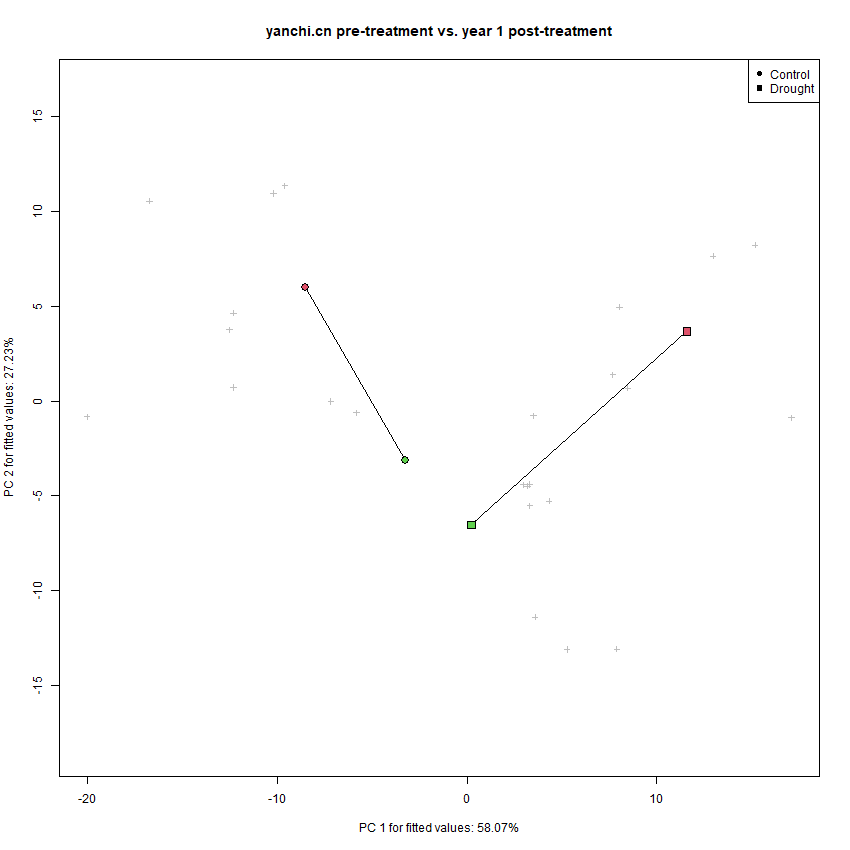 yanchi.cn pre-treatment vs. year 1 post-treatment
Control
Drought
15
10
5
0
-5
-10
-15
PC 2 for fitted values: 27.23%
-20
-10
0
10
PC 1 for fitted values: 58.07%